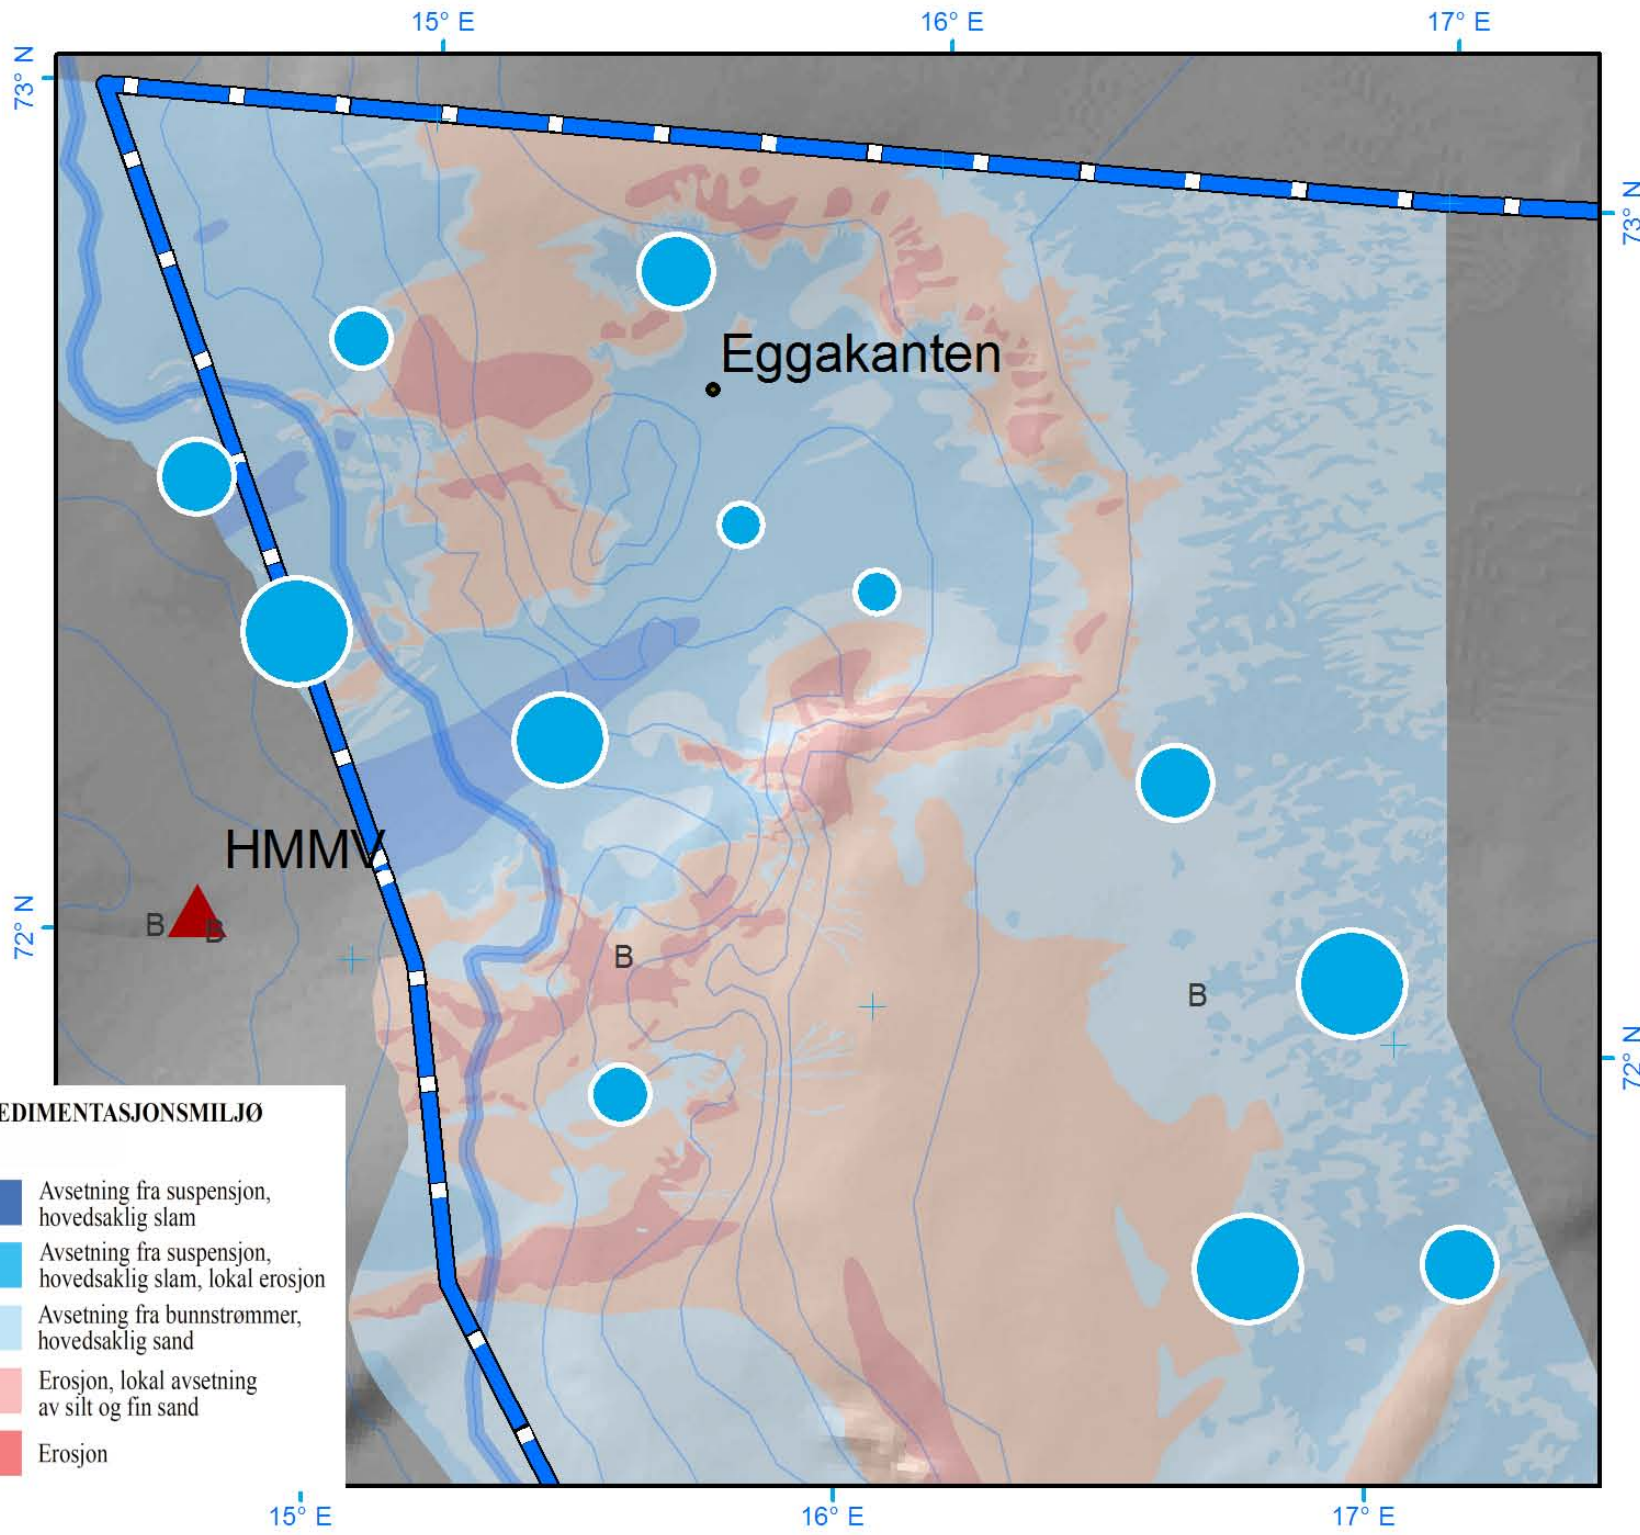 15° E
16° E
17° E
73° N
73° N
Eggakanten
HMMV
B
B
72° N
B
B
72° N
EDIMENTASJONSMILJØ
Avsetning fra suspensjon,
hovedsaklig slam
Avsetning fra suspensjon,
hovedsaklig slam, lokal erosjon
Avsetning fra bunnstrømmer,
hovedsaklig sand
Erosjon, lokal avsetning
av silt og fin sand
Erosjon
15° E
16° E
17° E